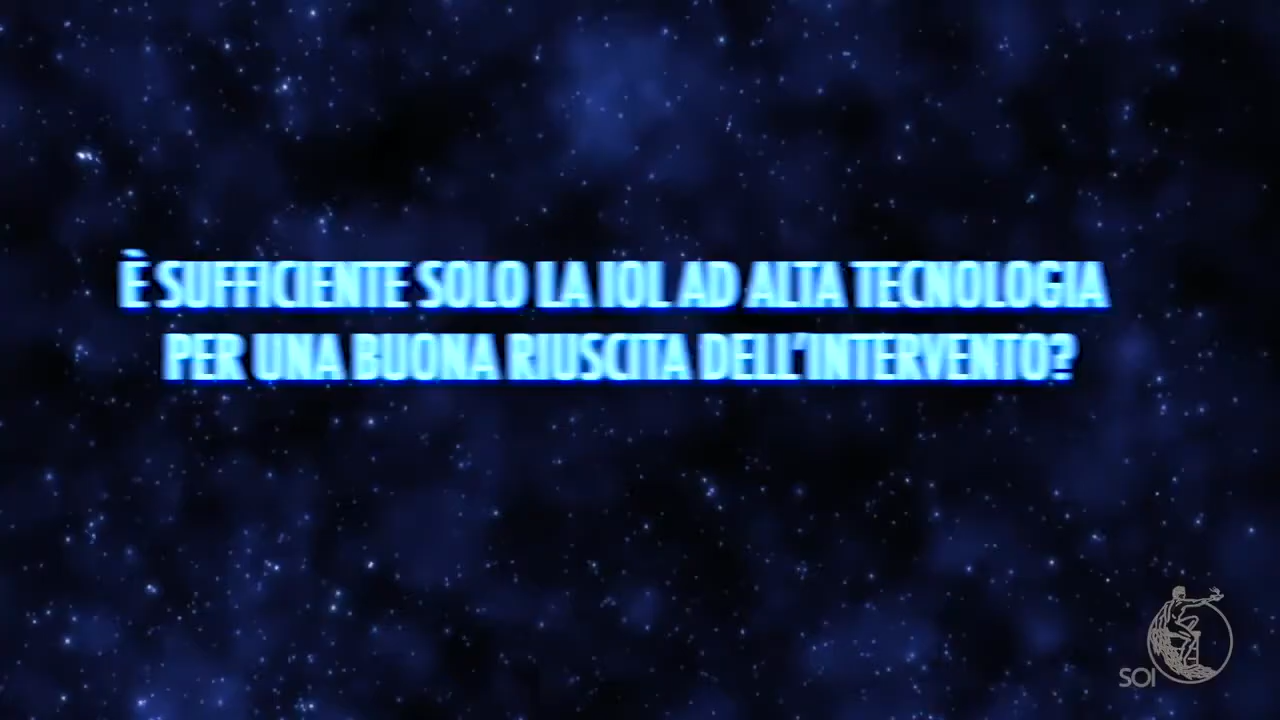 È SUFFICIENTE SOLO LA IOL AD ALTA TECNOLOGIA
PER UNA BUONA RIUSCITA DELL'INTERVENTO?
SOI